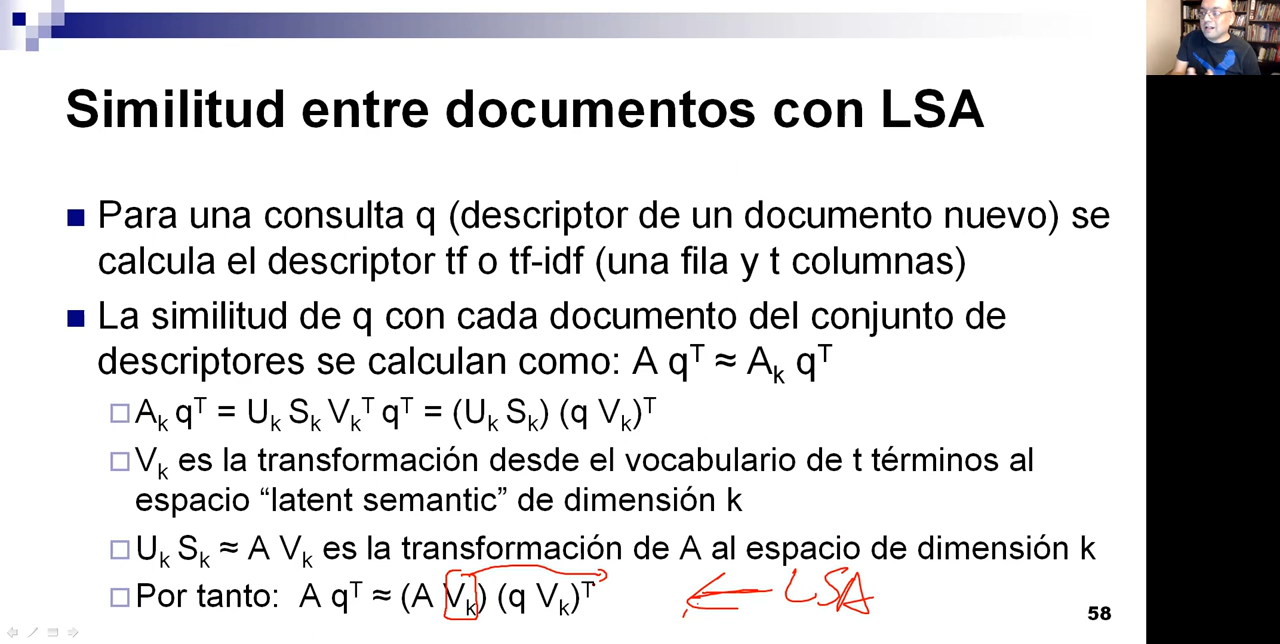 Similitud entre documentos con LSA
Para una consulta q (descriptor de un documento nuevo) se
calcula el descriptor tf o tf-idf (una fila y t columnas)
La similitud de q con cada documento del conjunto de
descriptores se calculan como: A qᵀ ≈ Aₖ qᵀ
Aₖ qᵀ = Uₖ Sₖ Vₖᵀ qᵀ = (Uₖ Sₖ) (q Vₖ)ᵀ
Vₖ es la transformación desde el vocabulario de t términos al
espacio “latent semantic” de dimensión k
Uₖ Sₖ ≈ A Vₖ es la transformación de A al espacio de dimensión k
Por tanto: A qᵀ ≈ (A Vₖ) (q Vₖ)ᵀ
LSA
58